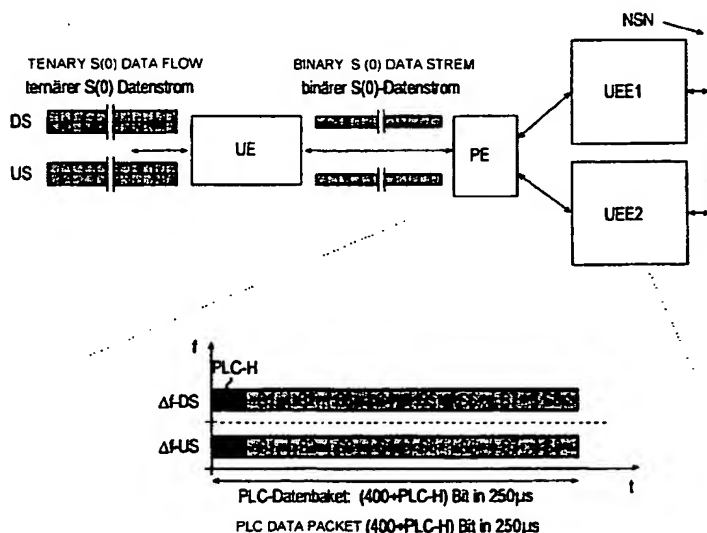 NSN
TENARY S(0) DATA FLOW
ternärer S(0) Datenstrom
BINARY S (0) DATA STREM
binärer S(0)-Datenstrom
DS
US
UE
PE
UEE1
UEE2
f
PLC-H
Δf-DS
Δf-US
t
PLC-Datenbaket: (400+PLC-H) Bit in 250µs
PLC DATA PACKET (400+PLC-H) Bit in 250µs